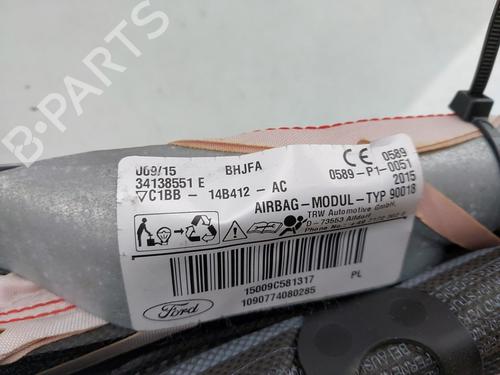 B-PARTS
009/15 BHJFA
34138551 E
C1BB - 14B412 - AC
CE 0589
0589-P1-0051
2015
AIRBAG-MODUL-TYP 90018
TRW Automotive GmbH,
D-73553 Alfdorf
Ford
15009C581317 PL
1090774080285